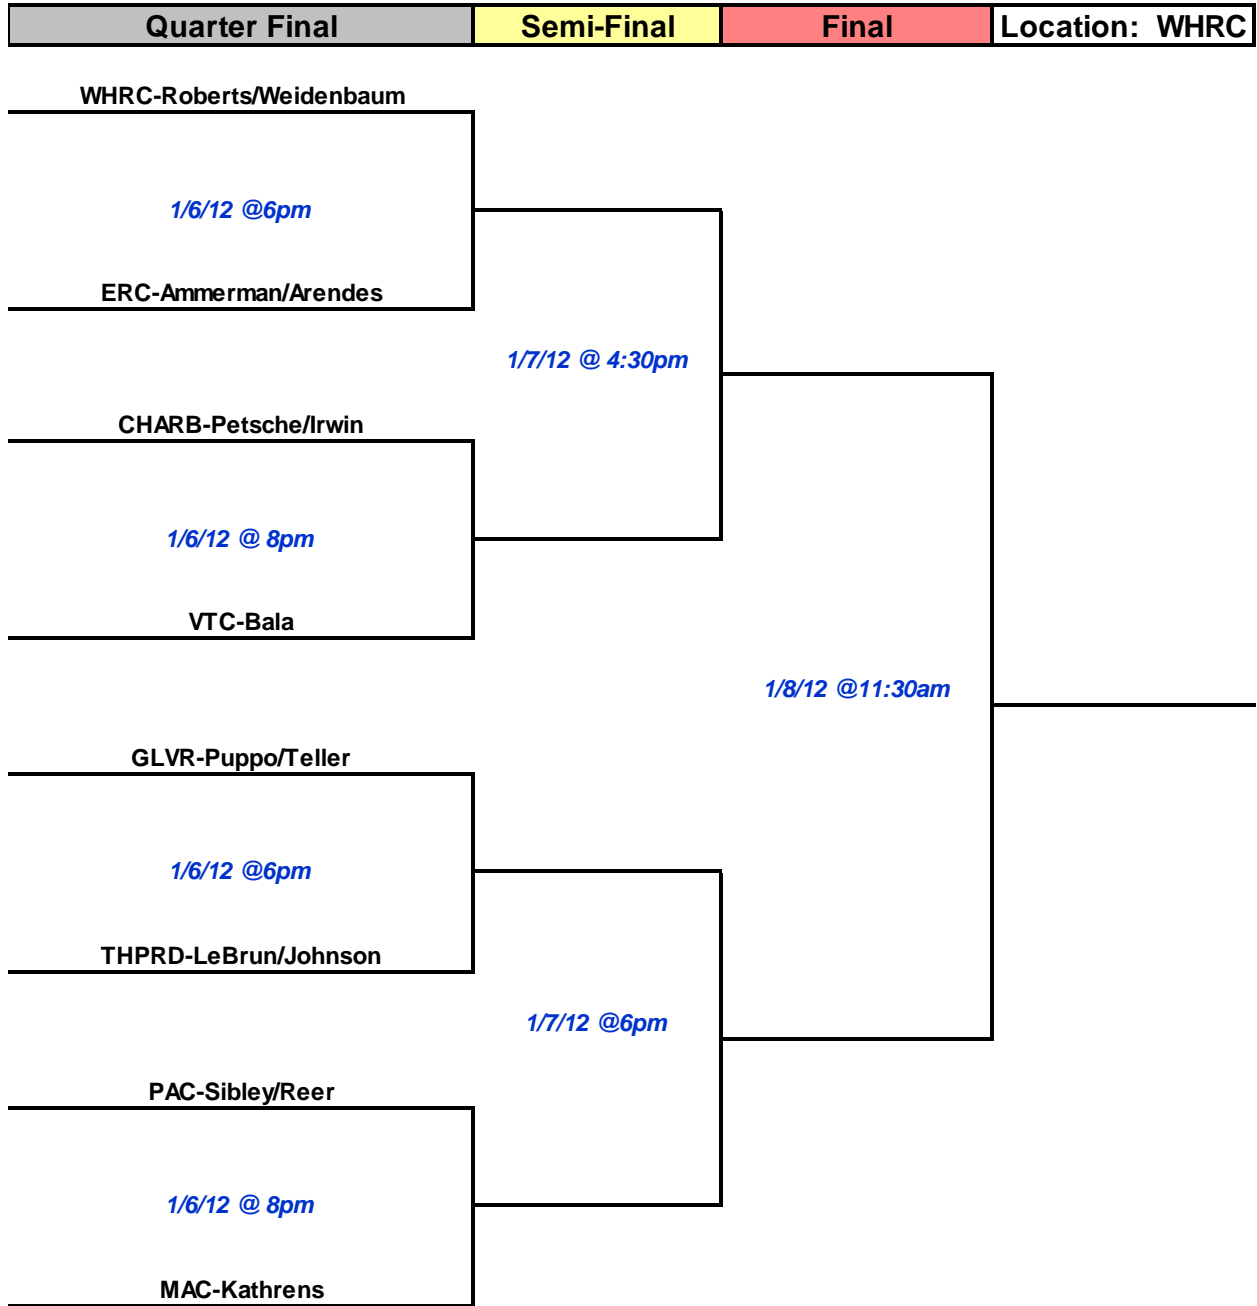 Quarter Final Semi-Final Final Location: WHRC
WHRC-Roberts/Weidenbaum
1/6/12 @6pm
ERC-Ammerman/Arendes
1/7/12 @ 4:30pm
CHARB-Petsche/Irwin
1/6/12 @ 8pm
VTC-Bala
1/8/12 @11:30am
GLVR-Puppo/Teller
1/6/12 @6pm
THPRD-LeBrun/Johnson
1/7/12 @6pm
PAC-Sibley/Reer
1/6/12 @ 8pm
MAC-Kathrens